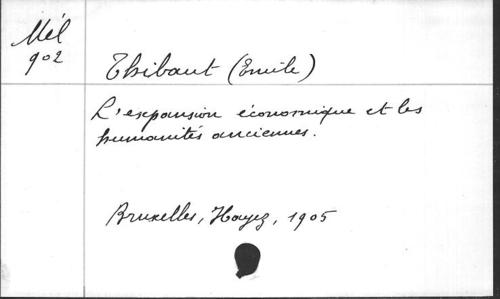 Mél
902
Thibaut (Emile)
L'expansion économique et les
humanités anciennes.
Bruxelles, Hayez, 1905